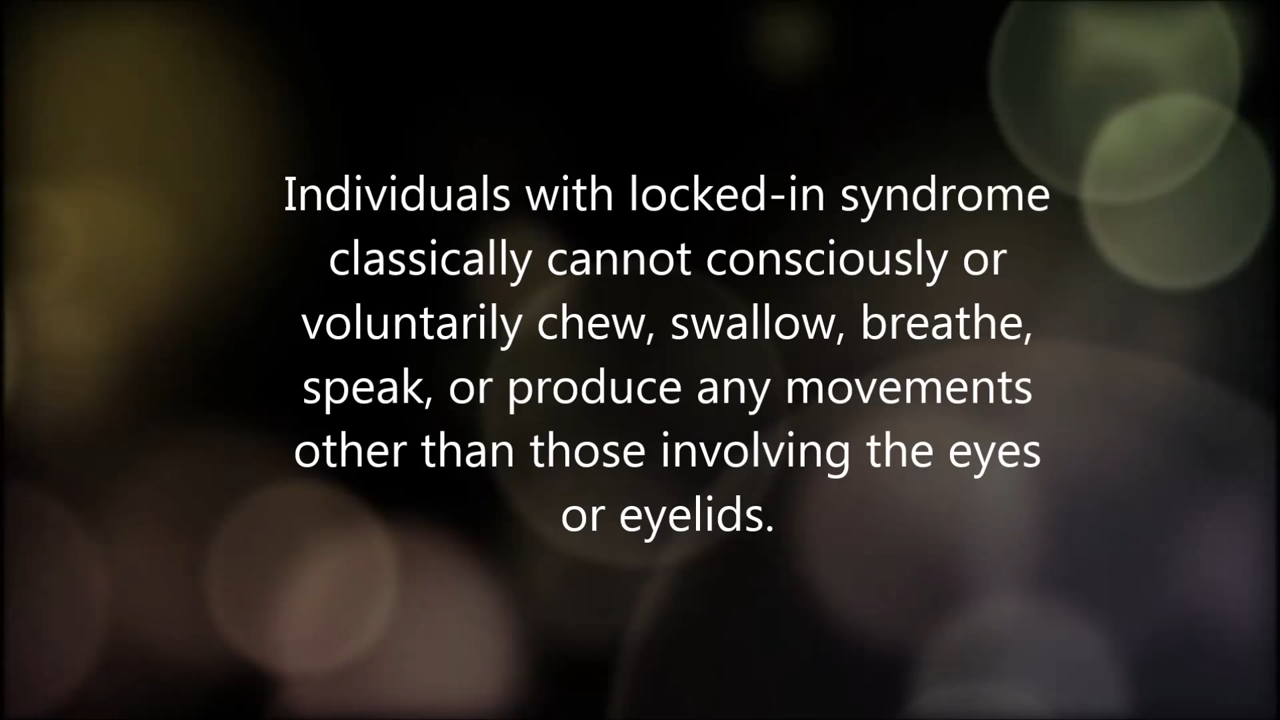 Individuals with locked-in syndrome
classically cannot consciously or
voluntarily chew, swallow, breathe,
speak, or produce any movements
other than those involving the eyes
or eyelids.